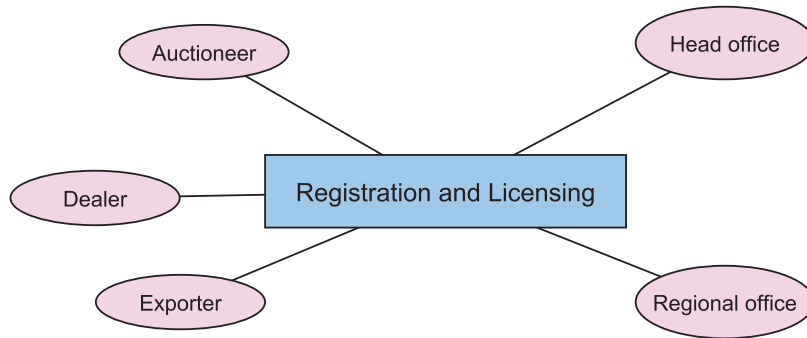 Auctioneer
Head office
Dealer
Registration and Licensing
Exporter
Regional office